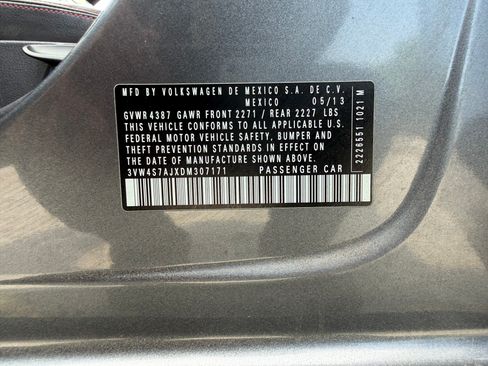 MFD BY VOLKSWAGEN DE MEXICO S.A. DE C.V.
MEXICO 05/13
GVWR 4387 GAWR FRONT 2271 / REAR 2227 LBS
THIS VEHICLE CONFORMS TO ALL APPLICABLE U.S.
FEDERAL MOTOR VEHICLE SAFETY, BUMPER AND
THEFT PREVENTION STANDARDS IN EFFECT ON
THE DATE OF MANUFACTURE SHOWN ABOVE.
3VW4S7AJXDM307171 PASSENGER CAR
2226551 1021 M